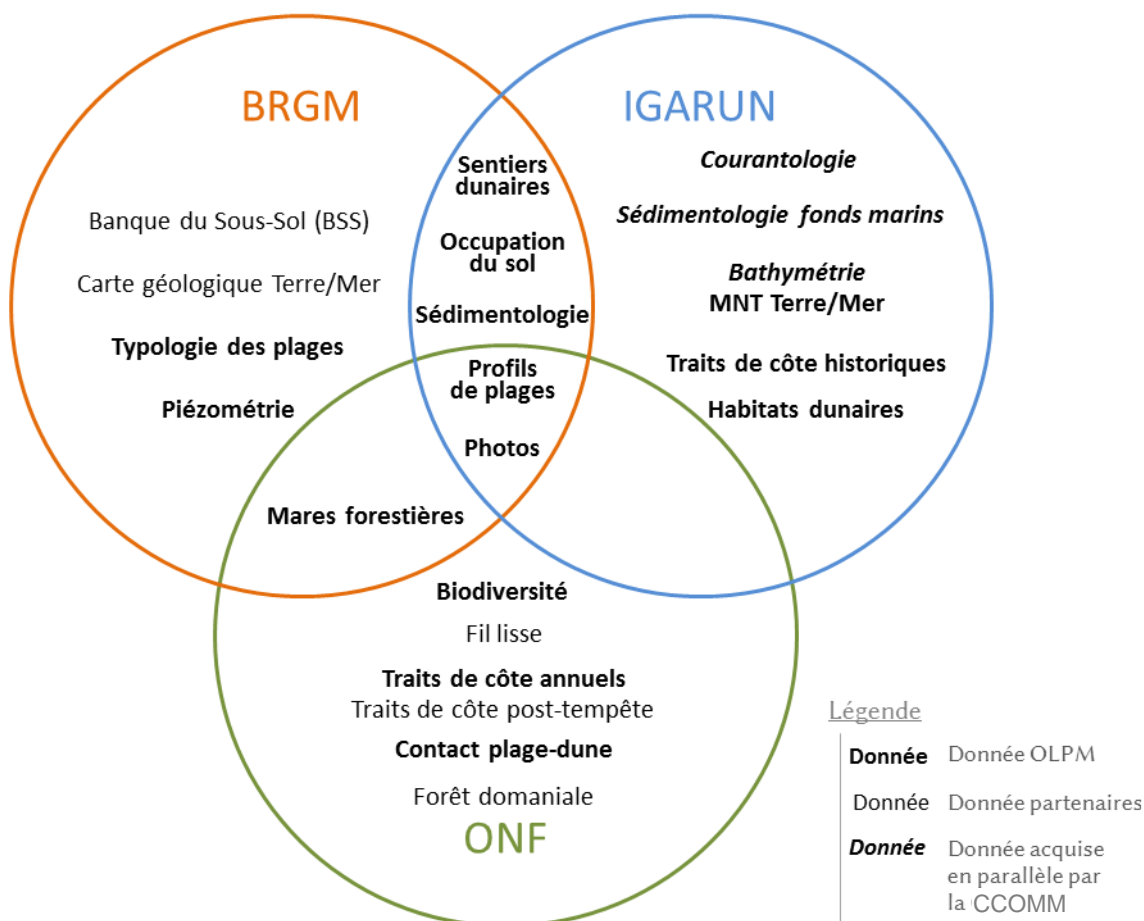 BRGM
IGARUN
Banque du Sous-Sol (BSS)
Carte géologique Terre/Mer
Typologie des plages
Piézométrie
Sentiers
dunaires
Occupation
du sol
Sédimentologie
Profils
de plages
Photos
Courantologie
Sédimentologie fonds marins
Bathymétrie
MNT Terre/Mer
Traits de côte historiques
Habitats dunaires
Mares forestières
Biodiversité
Fil lisse
Traits de côte annuels
Traits de côte post-tempête
Contact plage-dune
Forêt domaniale
ONF
Légende
Donnée Donnée OLPM
Donnée Donnée partenaires
Donnée Donnée acquise
en parallèle par
la CCOMM